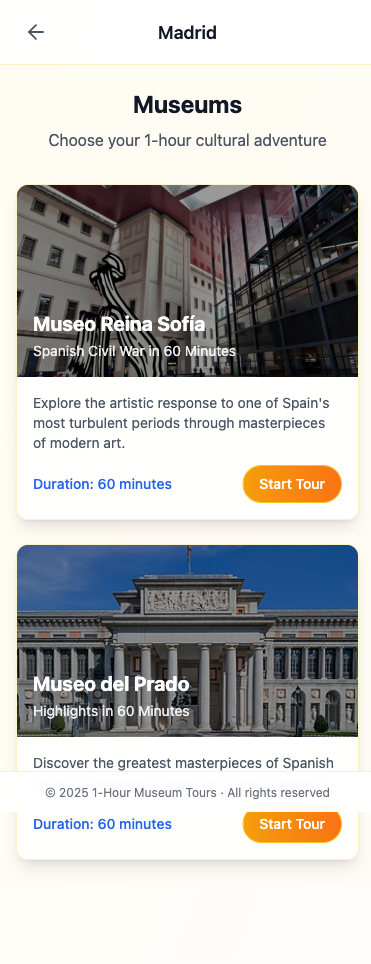 Madrid
Museums
Choose your 1-hour cultural adventure
Museo Reina Sofía
Spanish Civil War in 60 Minutes
Explore the artistic response to one of Spain's
most turbulent periods through masterpieces
of modern art.
Duration: 60 minutes
Start Tour
Museo del Prado
Highlights in 60 Minutes
Discover the greatest masterpieces of Spanish
© 2025 1-Hour Museum Tours · All rights reserved
Duration: 60 minutes
Start Tour